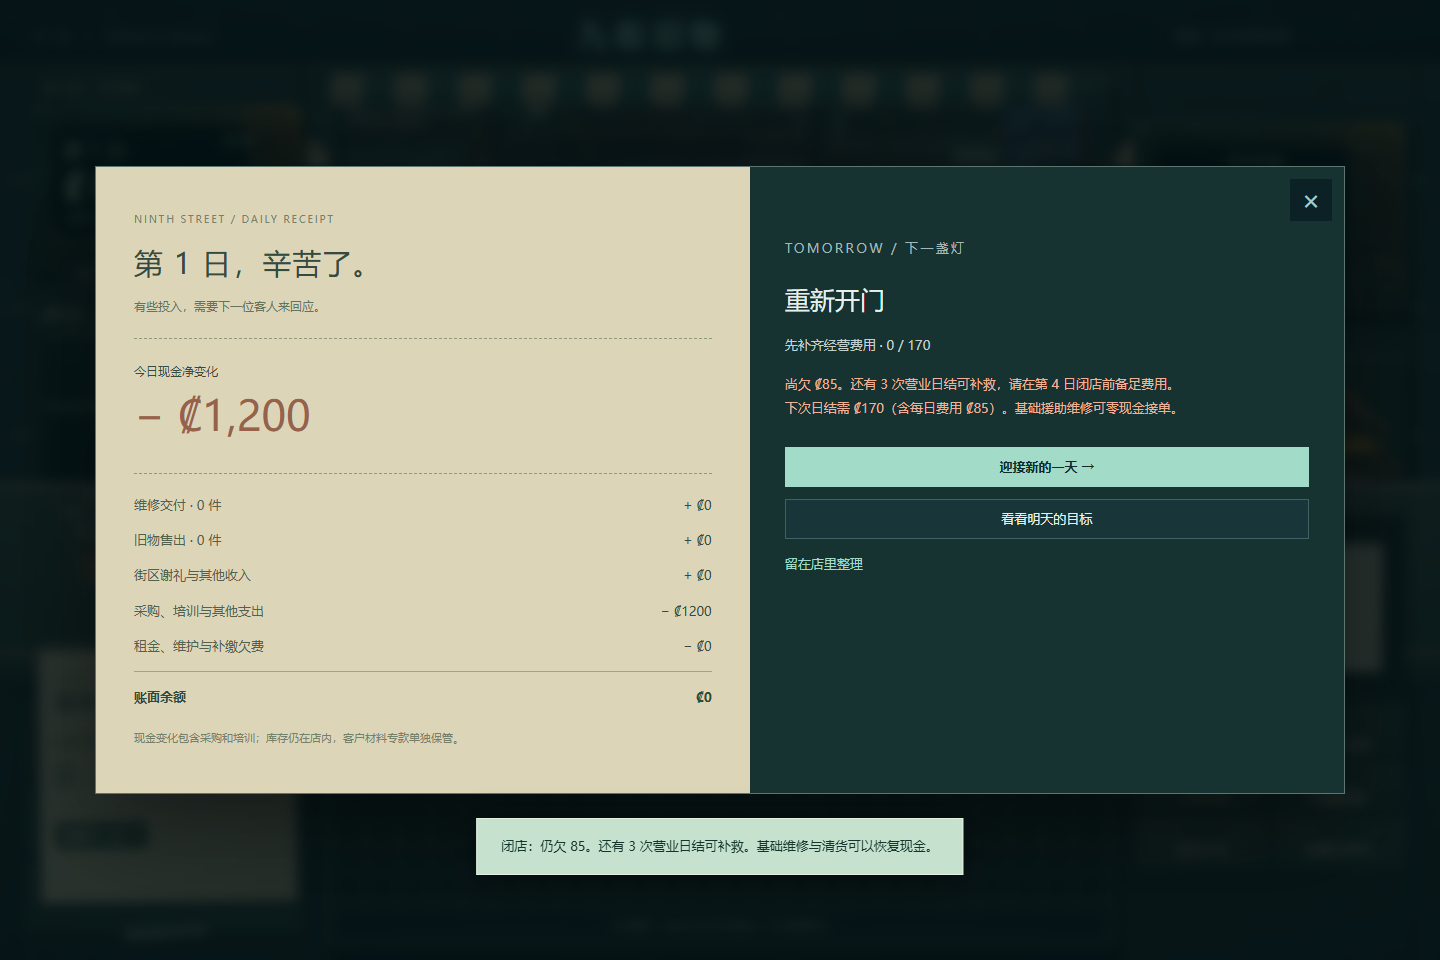 NINTH STREET / DAILY RECEIPT
第 1 日，辛苦了。
有些投入，需要下一位客人来回应。
今日现金净变化
− ₡1,200
维修交付 · 0 件 + ₡0
旧物售出 · 0 件 + ₡0
街区谢礼与其他收入 + ₡0
采购、培训与其他支出 − ₡1200
租金、维护与补缴欠费 − ₡0
账面余额 ₡0
现金变化包含采购和培训；库存仍在店内，客户材料专款单独保管。
×
TOMORROW / 下一盏灯
重新开门
先补齐经营费用 · 0 / 170
尚欠 ₡85。还有 3 次营业日结可补救，请在第 4 日闭店前备足费用。
下次日结需 ₡170（含每日费用 ₡85）。基础援助维修可零现金接单。
迎接新的一天 →
看看明天的目标
留在店里整理
闭店：仍欠 85。还有 3 次营业日结可补救。基础维修与清货可以恢复现金。